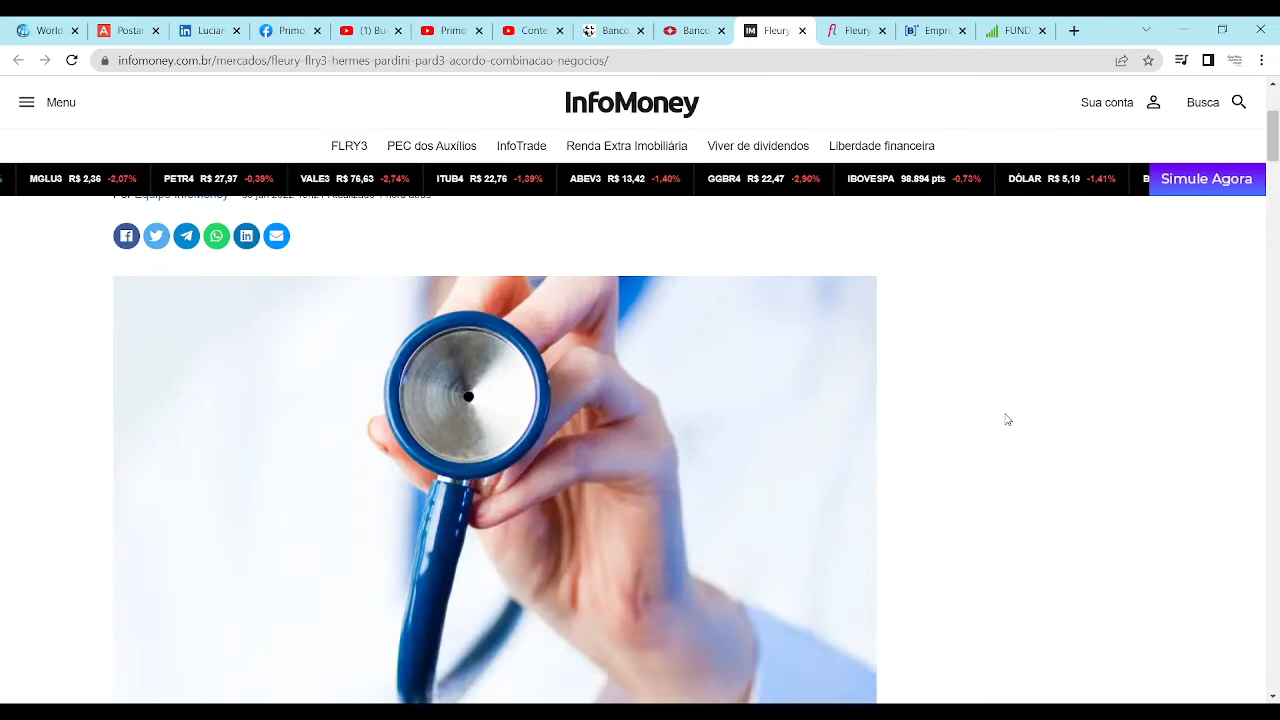 World
Postar
Luciar
Primo
(1) Bu
Primo
Conte
Banco
Banco
Fleury
Fleury
Empre
FUND
infomoney.com.br/mercados/fleury-flry3-hermes-pardini-pard3-acordo-combinacao-negocios/
Menu
InfoMoney
Sua conta
Busca
FLRY3 PEC dos Auxílios InfoTrade Renda Extra Imobiliária Viver de dividendos Liberdade financeira
MGLU3 R$ 2,36 -2,07% PETR4 R$ 27,97 -0,39% VALE3 R$ 76,63 -2,74% ITUB4 R$ 22,76 -1,39% ABEV3 R$ 13,42 -1,40% GGBR4 R$ 22,47 -2,90% IBOVESPA 98.894 pts -0,73% DÓLAR R$ 5,19 -1,41%
Simule Agora